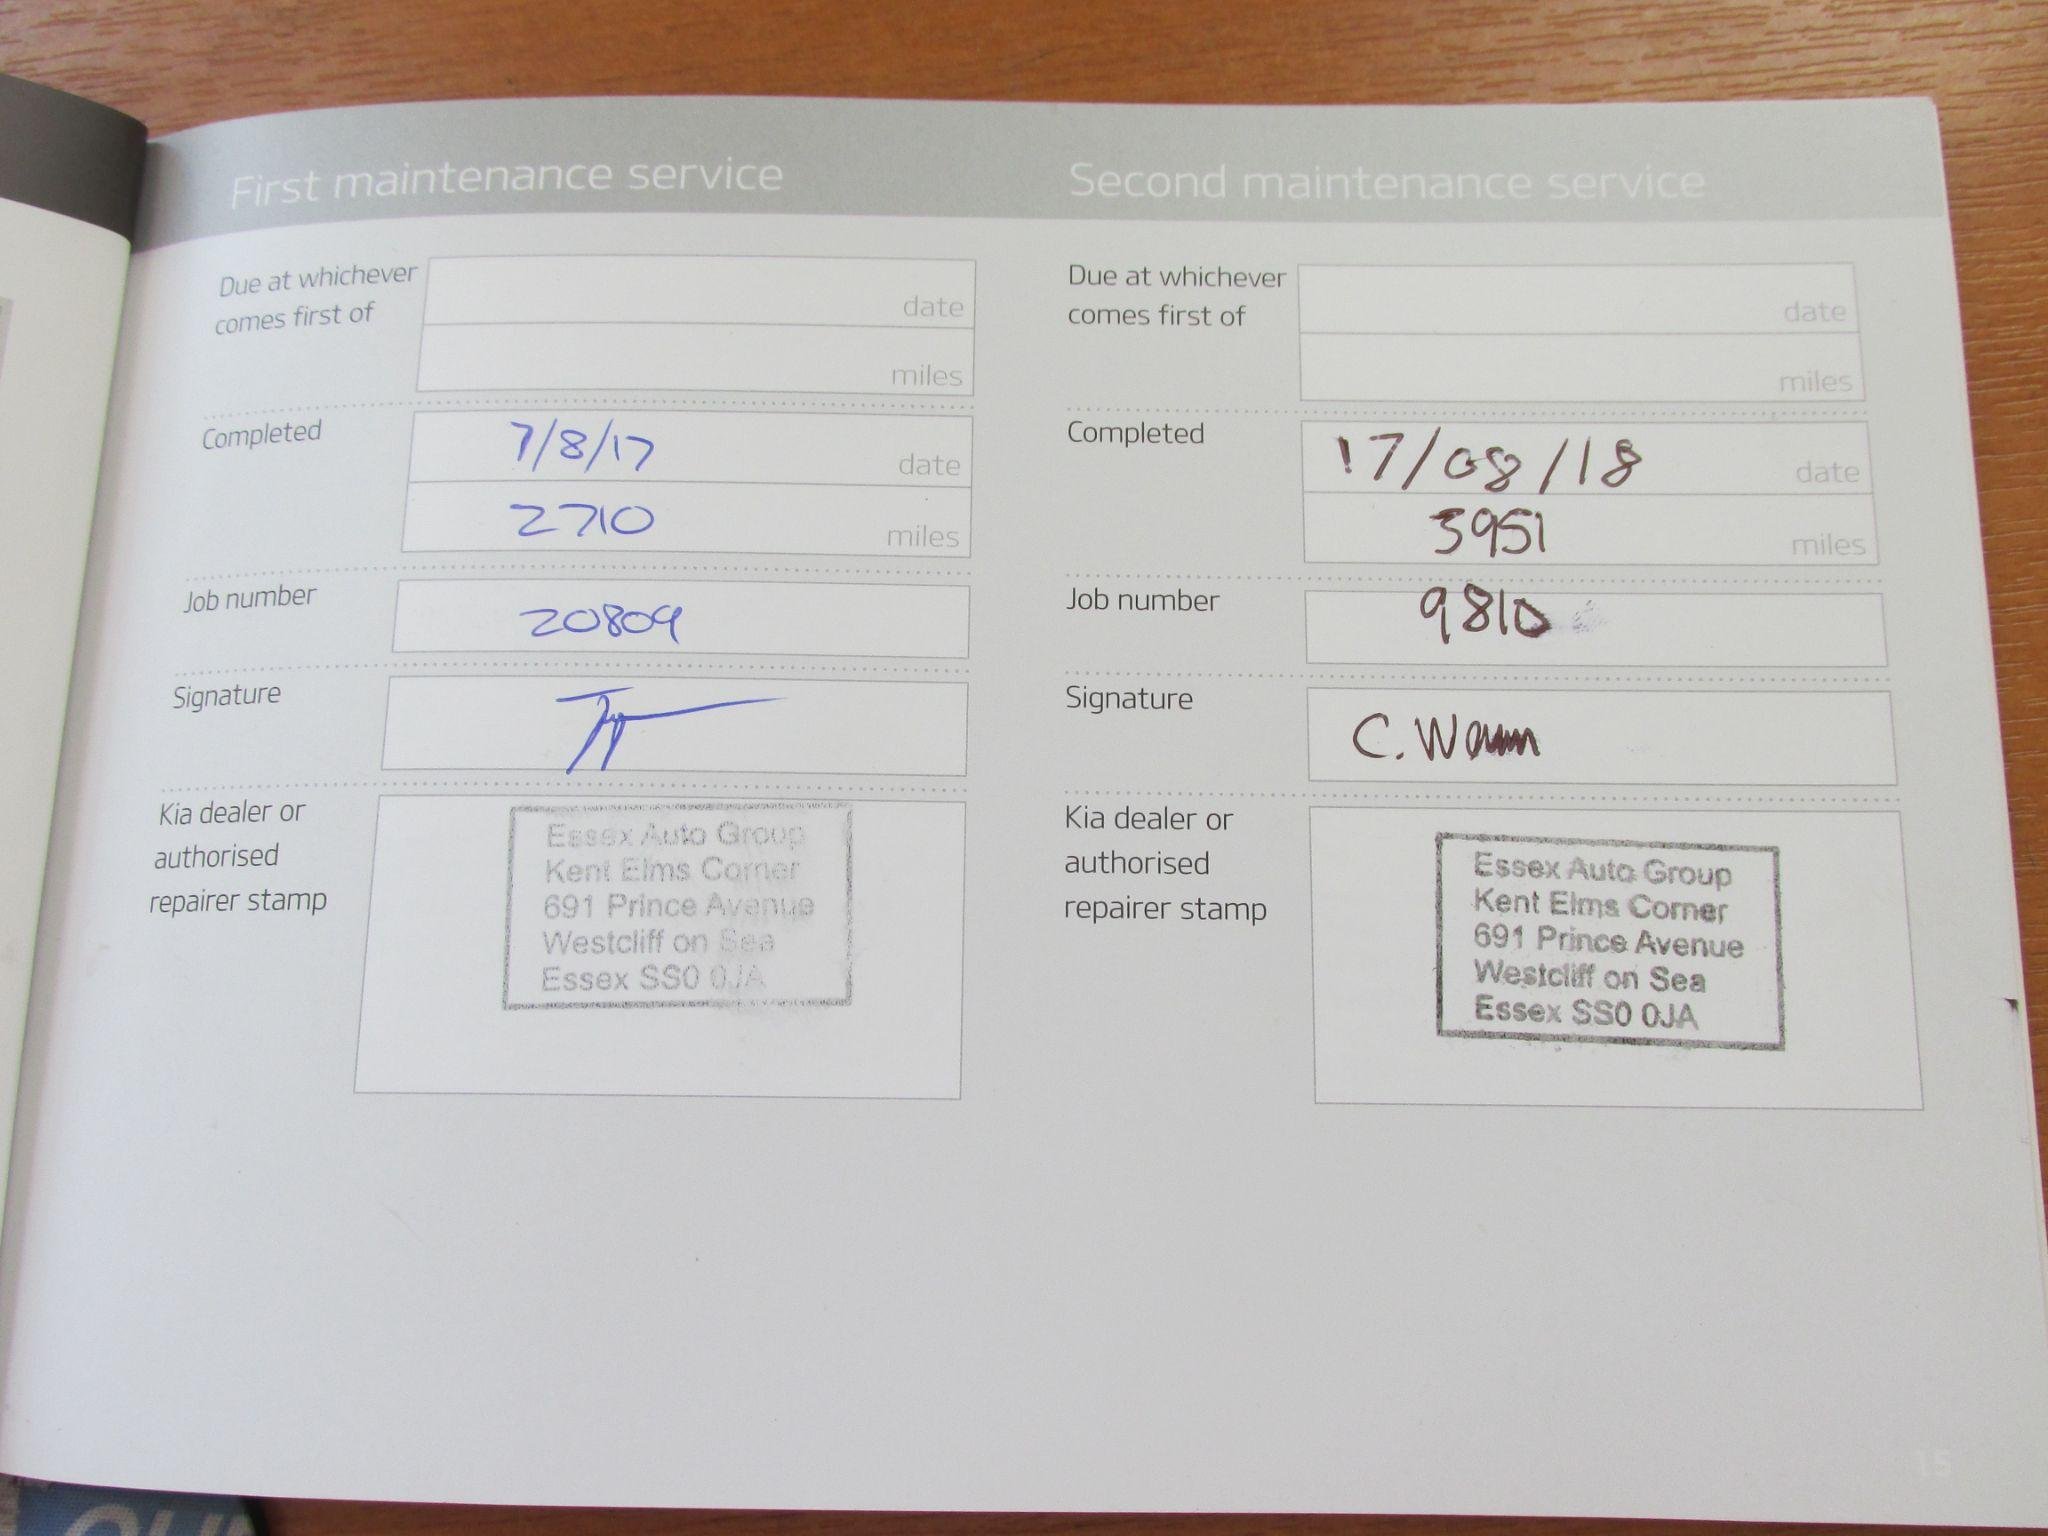 First maintenance service
Due at whichever
comes first of
date
miles
Completed
7/8/17
date
2710
miles
Job number
20809
Signature
Kia dealer or
authorised
repairer stamp
Essex Auto Group
Kent Elms Corner
691 Prince Avenue
Westcliff on Sea
Essex SS0 0JA
Second maintenance service
Due at whichever
comes first of
date
miles
Completed
17/08/18
date
3951
miles
Job number
9810
Signature
C.
Kia dealer or
authorised
repairer stamp
Essex Auto Group
Kent Elms Corner
691 Prince Avenue
Westcliff on Sea
Essex SS0 0JA
15